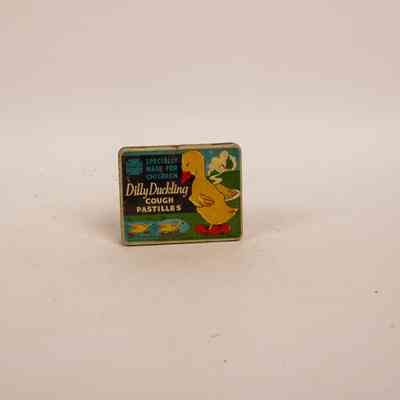 SPECIALLY
MADE FOR
CHILDREN
Dilly Duckling
COUGH
PASTILLES